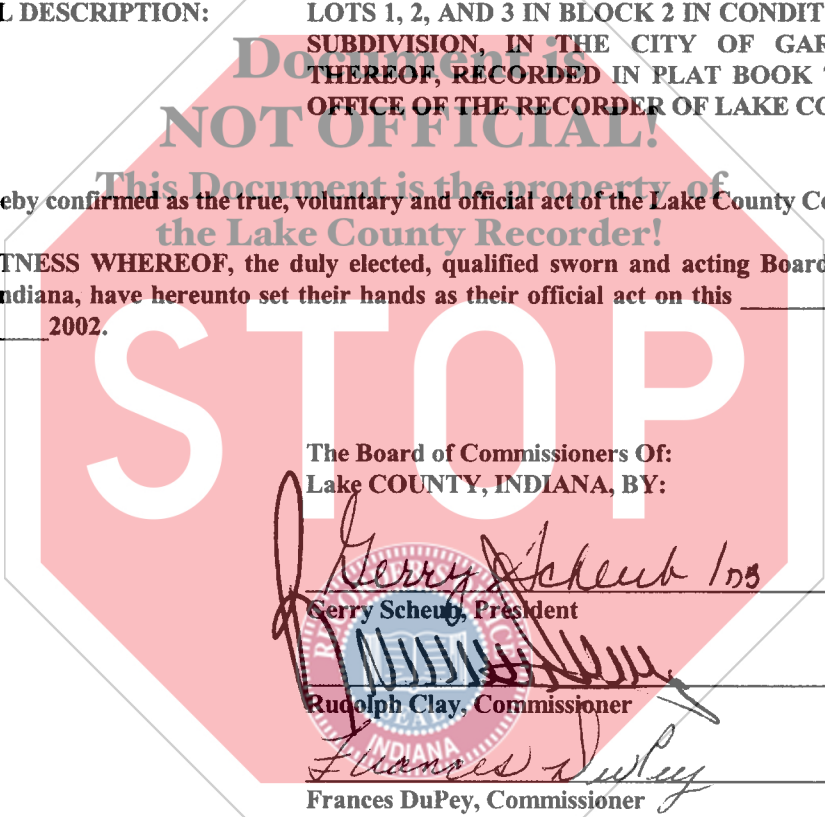 L DESCRIPTION: LOTS 1, 2, AND 3 IN BLOCK 2 IN CONDIT
SUBDIVISION, IN THE CITY OF GAR
Document is
THEREOF, RECORDED IN PLAT BOOK
OFFICE OF THE RECORDER OF LAKE CO
NOT OFFICIAL!
This Document is the property of
eby confirmed as the true, voluntary and official act of the Lake County Co
the Lake County Recorder!
TNESS WHEREOF, the duly elected, qualified sworn and acting Board
ndiana, have hereunto set their hands as their official act on this
2002.
STOP
The Board of Commissioners Of:
Lake COUNTY, INDIANA, BY:
Gerry Scheub
Gerry Scheub, President
Rudolph Clay, Commissioner
SEAL
INDIANA
Frances DuPey
Frances DuPey, Commissioner